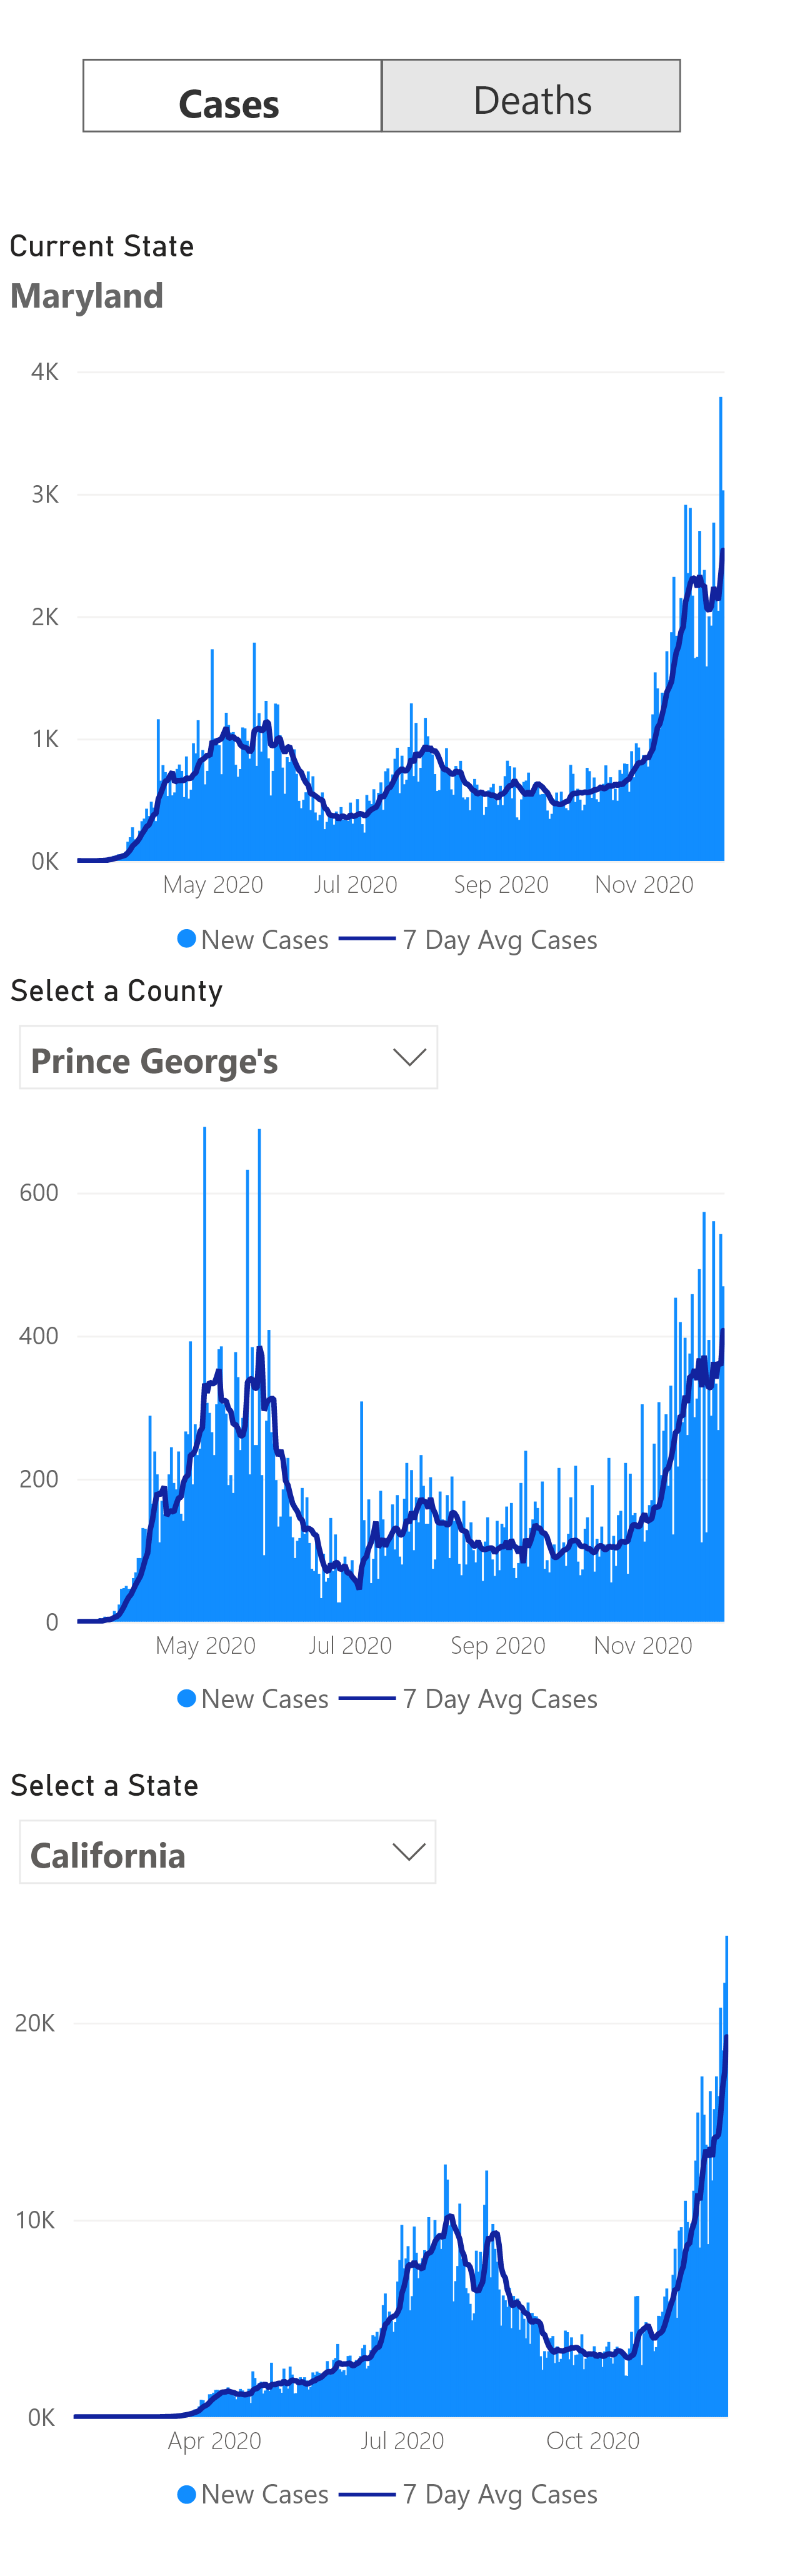 Cases Deaths
Current State
Maryland
4K
3K
2K
1K
0K
May 2020 Jul 2020 Sep 2020 Nov 2020
New Cases 7 Day Avg Cases
Select a County
Prince George's
600
400
200
0
May 2020 Jul 2020 Sep 2020 Nov 2020
New Cases 7 Day Avg Cases
Select a State
California
20K
10K
0K
Apr 2020 Jul 2020 Oct 2020
New Cases 7 Day Avg Cases